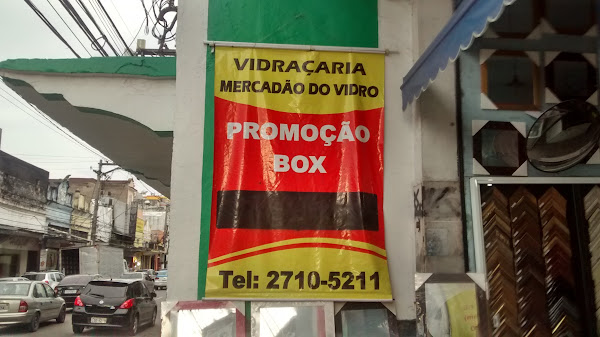 VIDRAÇARIA
MERCADÃO DO VIDRO
PROMOÇÃO
BOX
Tel: 2710-5211